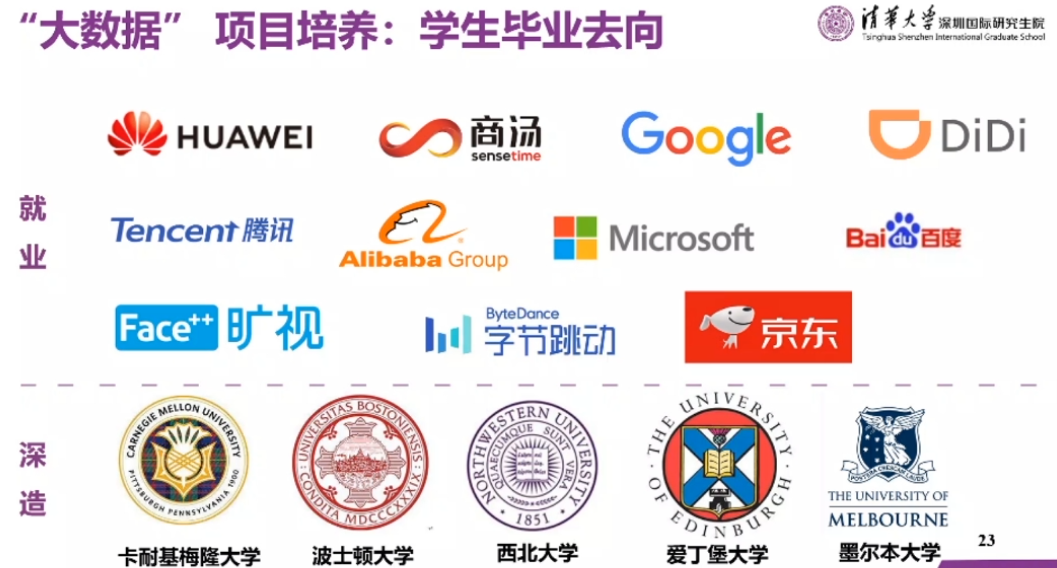 “大数据” 项目培养：学生毕业去向
清华大学 深圳国际研究生院
Tsinghua Shenzhen International Graduate School
就业
HUAWEI
商汤
sensetime
Google
DiDi
Tencent 腾讯
Alibaba Group
Microsoft
Bai du 百度
Face++ 旷视
ByteDance
字节跳动
京东
深造
CARNEGIE MELLON UNIVERSITY
PITTSBURGH PENNSYLVANIA 1900
UNIVERSITAS BOSTONIENSIS
CONDITA MDCCCXXXIX
NORTHWESTERN UNIVERSITY
QUAECUMQUE SUNT VERA
1851
THE UNIVERSITY OF EDINBURGH
POSTERA CRESCAM LAUDE
THE UNIVERSITY OF
MELBOURNE
卡耐基梅隆大学
波士顿大学
西北大学
爱丁堡大学
墨尔本大学
23